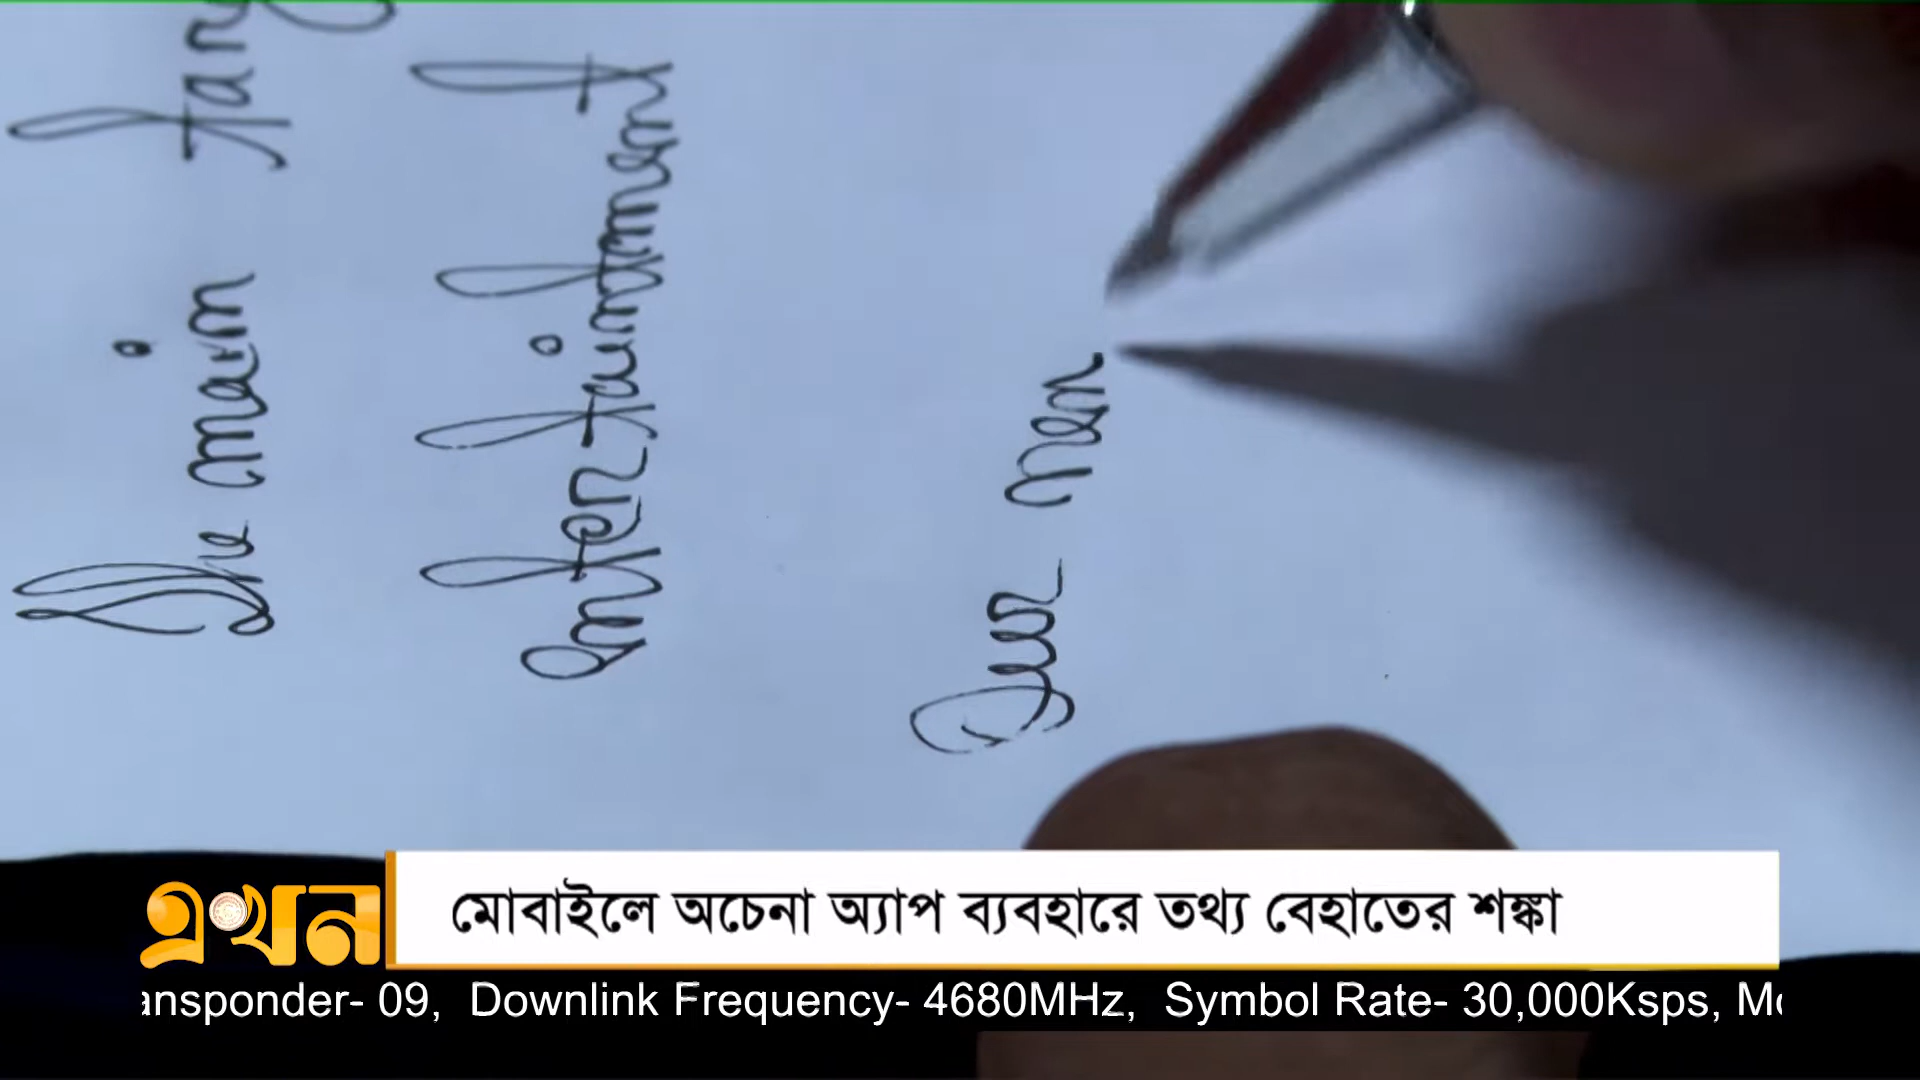 The main
entertainment
Our men
এখন
মোবাইলে অচেনা অ্যাপ ব্যবহারে তথ্য বেহাতের শঙ্কা
ansponder- 09, Downlink Frequency- 4680MHz, Symbol Rate- 30,000Ksps, Mo